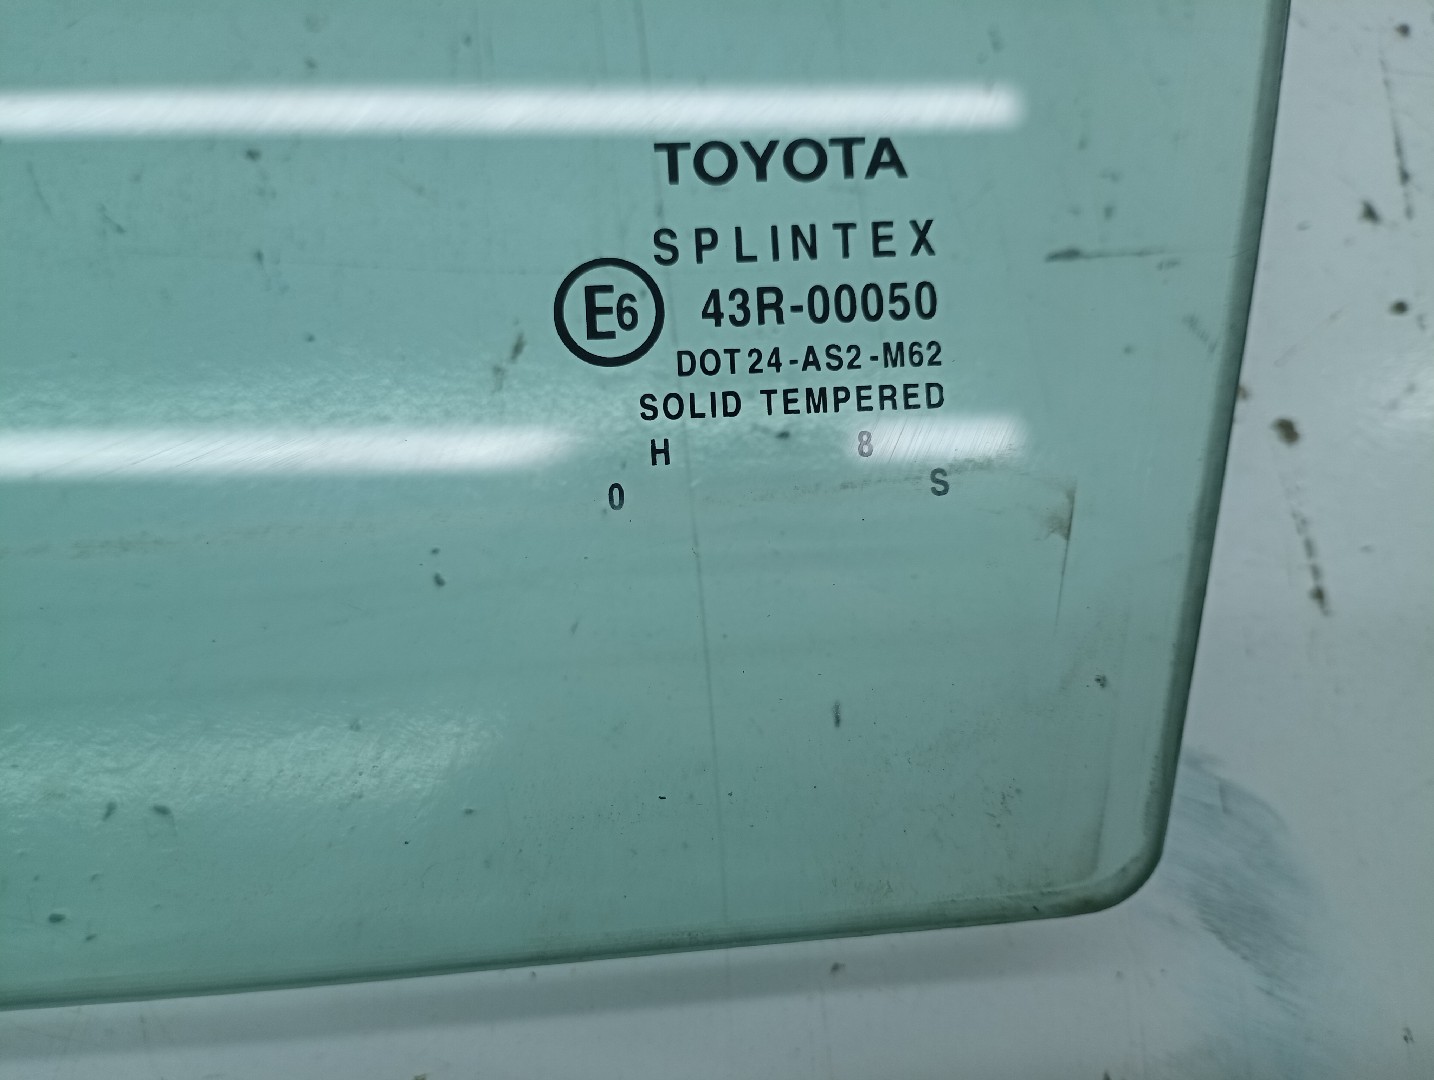 TOYOTA
SPLINTEX
E6 43R-00050
DOT24-AS2-M62
SOLID TEMPERED
H 8
0 S